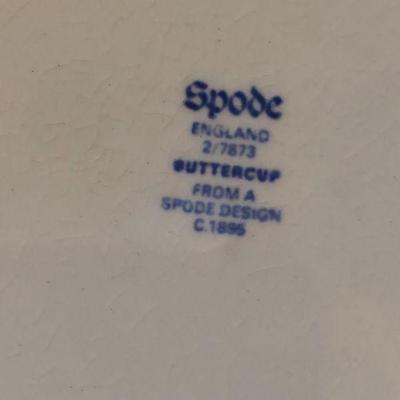 Spode
ENGLAND
2/7873
BUTTERCUP
FROM A
SPODE DESIGN
C.1895